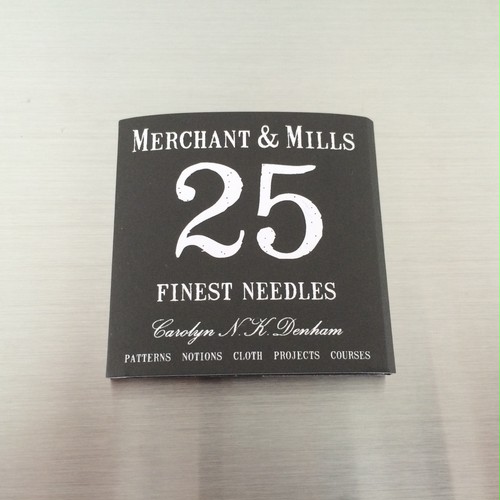 MERCHANT & MILLS
25
FINEST NEEDLES
Carolyn N.K. Denham
PATTERNS NOTIONS CLOTH PROJECTS COURSES